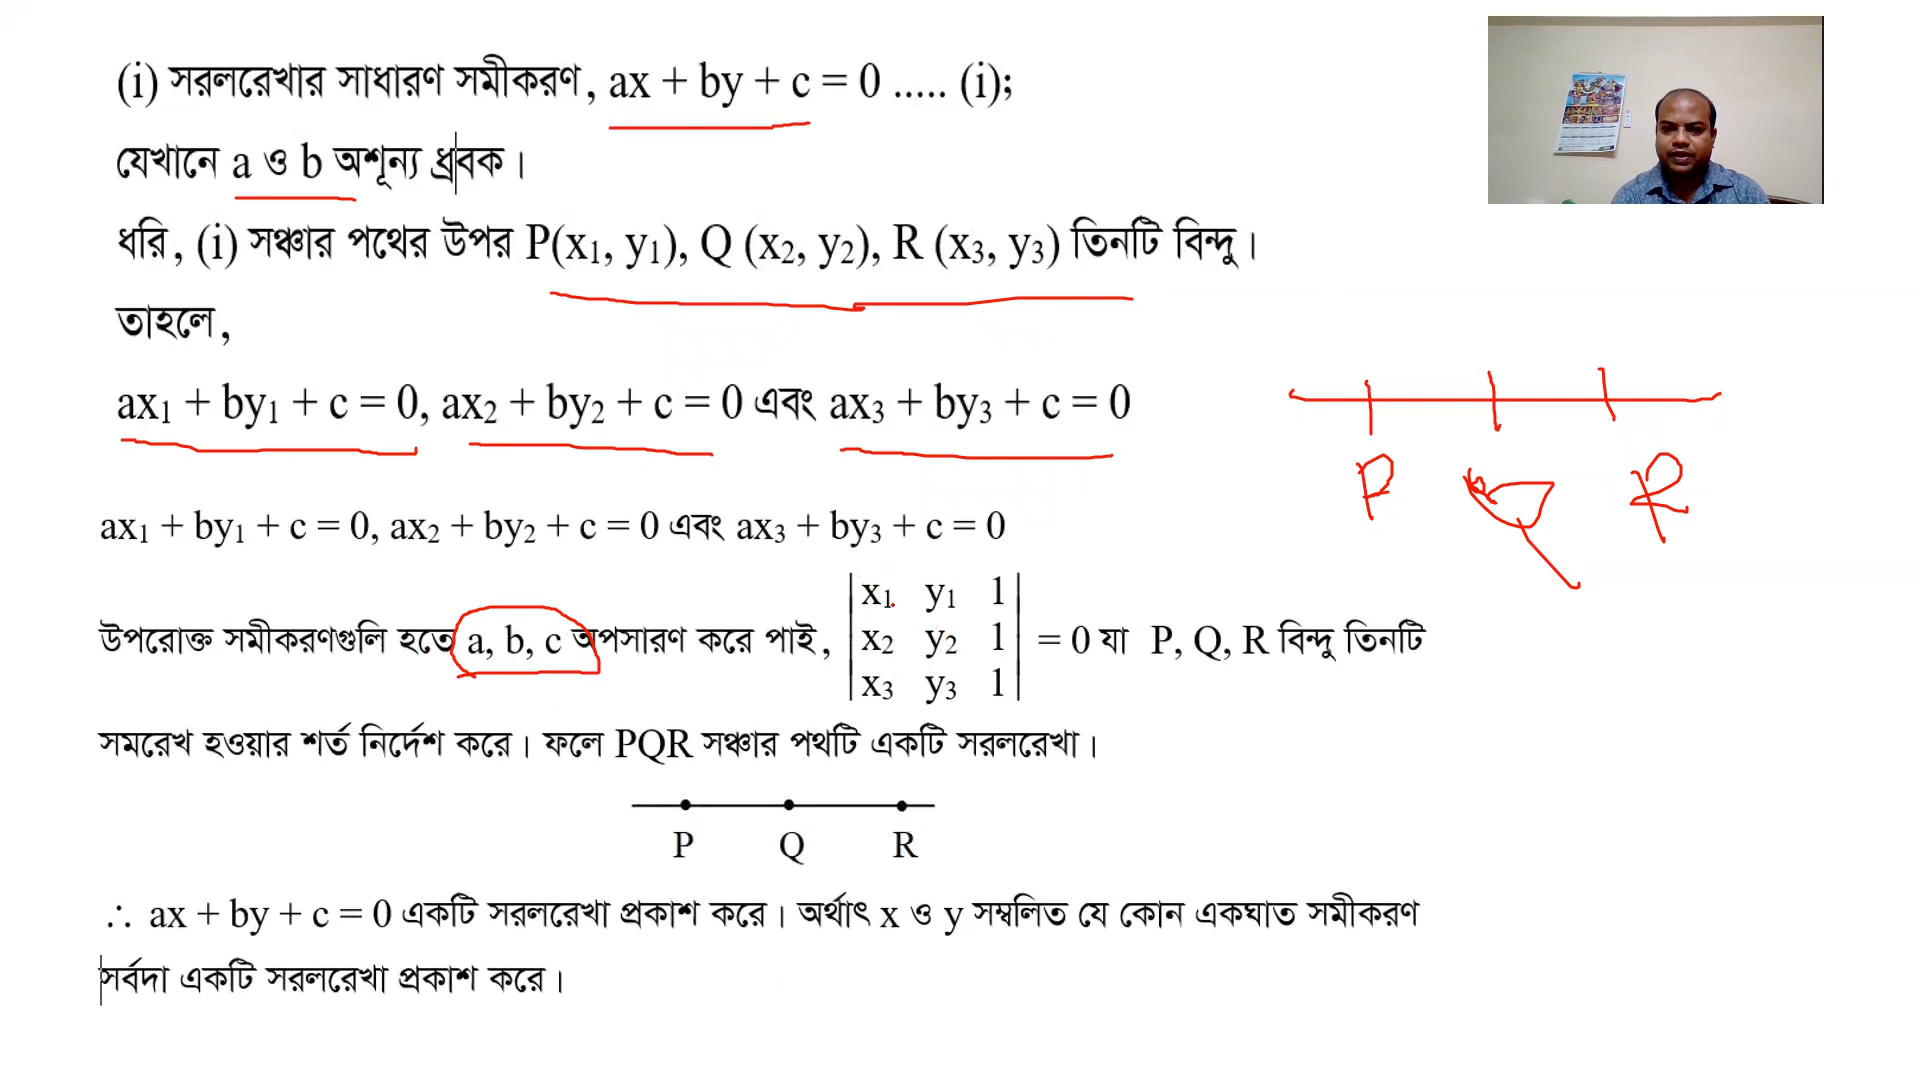 (i) সরলরেখার সাধারণ সমীকরণ, ax + by + c = 0 ..... (i);
যেখানে a ও b অশূন্য ধ্রুবক।
ধরি, (i) সঞ্চার পথের উপর P(x₁, y₁), Q (x₂, y₂), R (x₃, y₃) তিনটি বিন্দু।
তাহলে,
ax₁ + by₁ + c = 0, ax₂ + by₂ + c = 0 এবং ax₃ + by₃ + c = 0
P Q R
ax₁ + by₁ + c = 0, ax₂ + by₂ + c = 0 এবং ax₃ + by₃ + c = 0
x₁ y₁ 1
উপরোক্ত সমীকরণগুলি হতে a, b, c অপসারণ করে পাই, x₂ y₂ 1 = 0 যা P, Q, R বিন্দু তিনটি
x₃ y₃ 1
সমরেখ হওয়ার শর্ত নির্দেশ করে। ফলে PQR সঞ্চার পথটি একটি সরলরেখা।
P Q R
∴ ax + by + c = 0 একটি সরলরেখা প্রকাশ করে। অর্থাৎ x ও y সম্বলিত যে কোন একঘাত সমীকরণ
সর্বদা একটি সরলরেখা প্রকাশ করে।